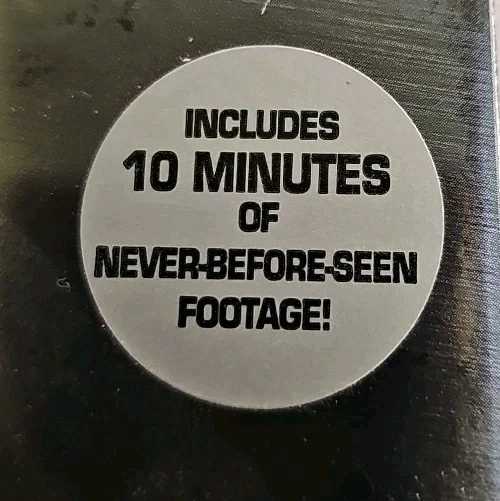 INCLUDES
10 MINUTES
OF
NEVER-BEFORE-SEEN
FOOTAGE!